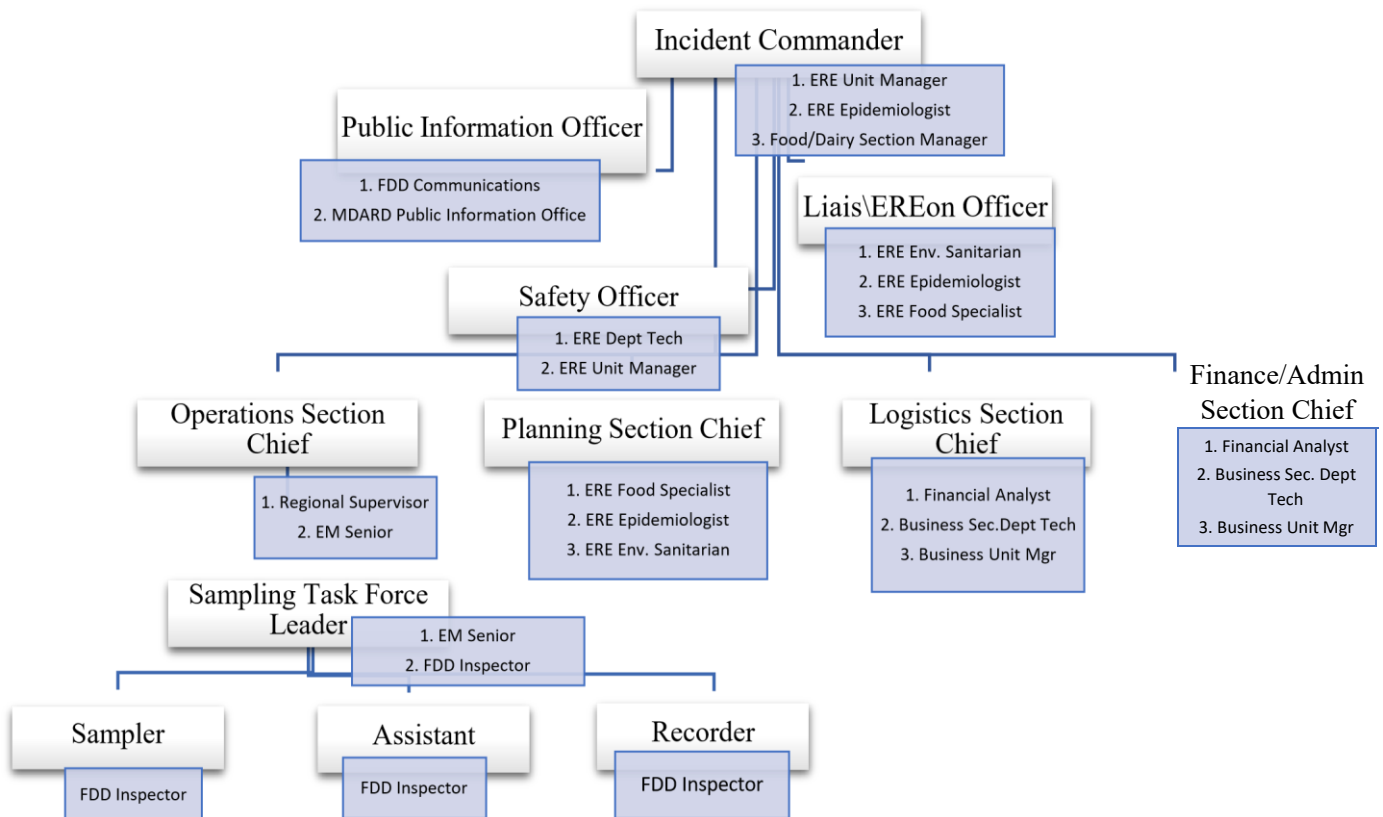 Incident Commander
1. ERE Unit Manager
2. ERE Epidemiologist
3. Food/Dairy Section Manager
Public Information Officer
1. FDD Communications
2. MDARD Public Information Office
Liais\EREon Officer
1. ERE Env. Sanitarian
2. ERE Epidemiologist
3. ERE Food Specialist
Safety Officer
1. ERE Dept Tech
2. ERE Unit Manager
Operations Section
Chief
1. Regional Supervisor
2. EM Senior
Planning Section Chief
1. ERE Food Specialist
2. ERE Epidemiologist
3. ERE Env. Sanitarian
Logistics Section
Chief
1. Financial Analyst
2. Business Sec.Dept Tech
3. Business Unit Mgr
Finance/Admin
Section Chief
1. Financial Analyst
2. Business Sec. Dept
Tech
3. Business Unit Mgr
Sampling Task Force
Leader
1. EM Senior
2. FDD Inspector
Sampler
FDD Inspector
Assistant
FDD Inspector
Recorder
FDD Inspector